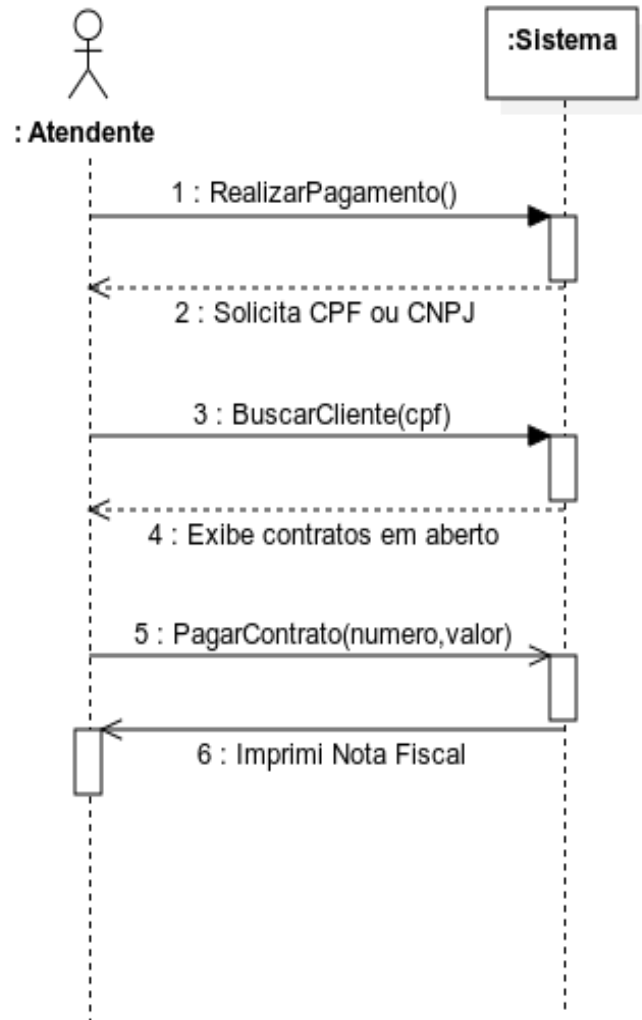 :Sistema
: Atendente
1 : RealizarPagamento()
2 : Solicita CPF ou CNPJ
3 : BuscarCliente(cpf)
4 : Exibe contratos em aberto
5 : PagarContrato(numero,valor)
6 : Imprimi Nota Fiscal